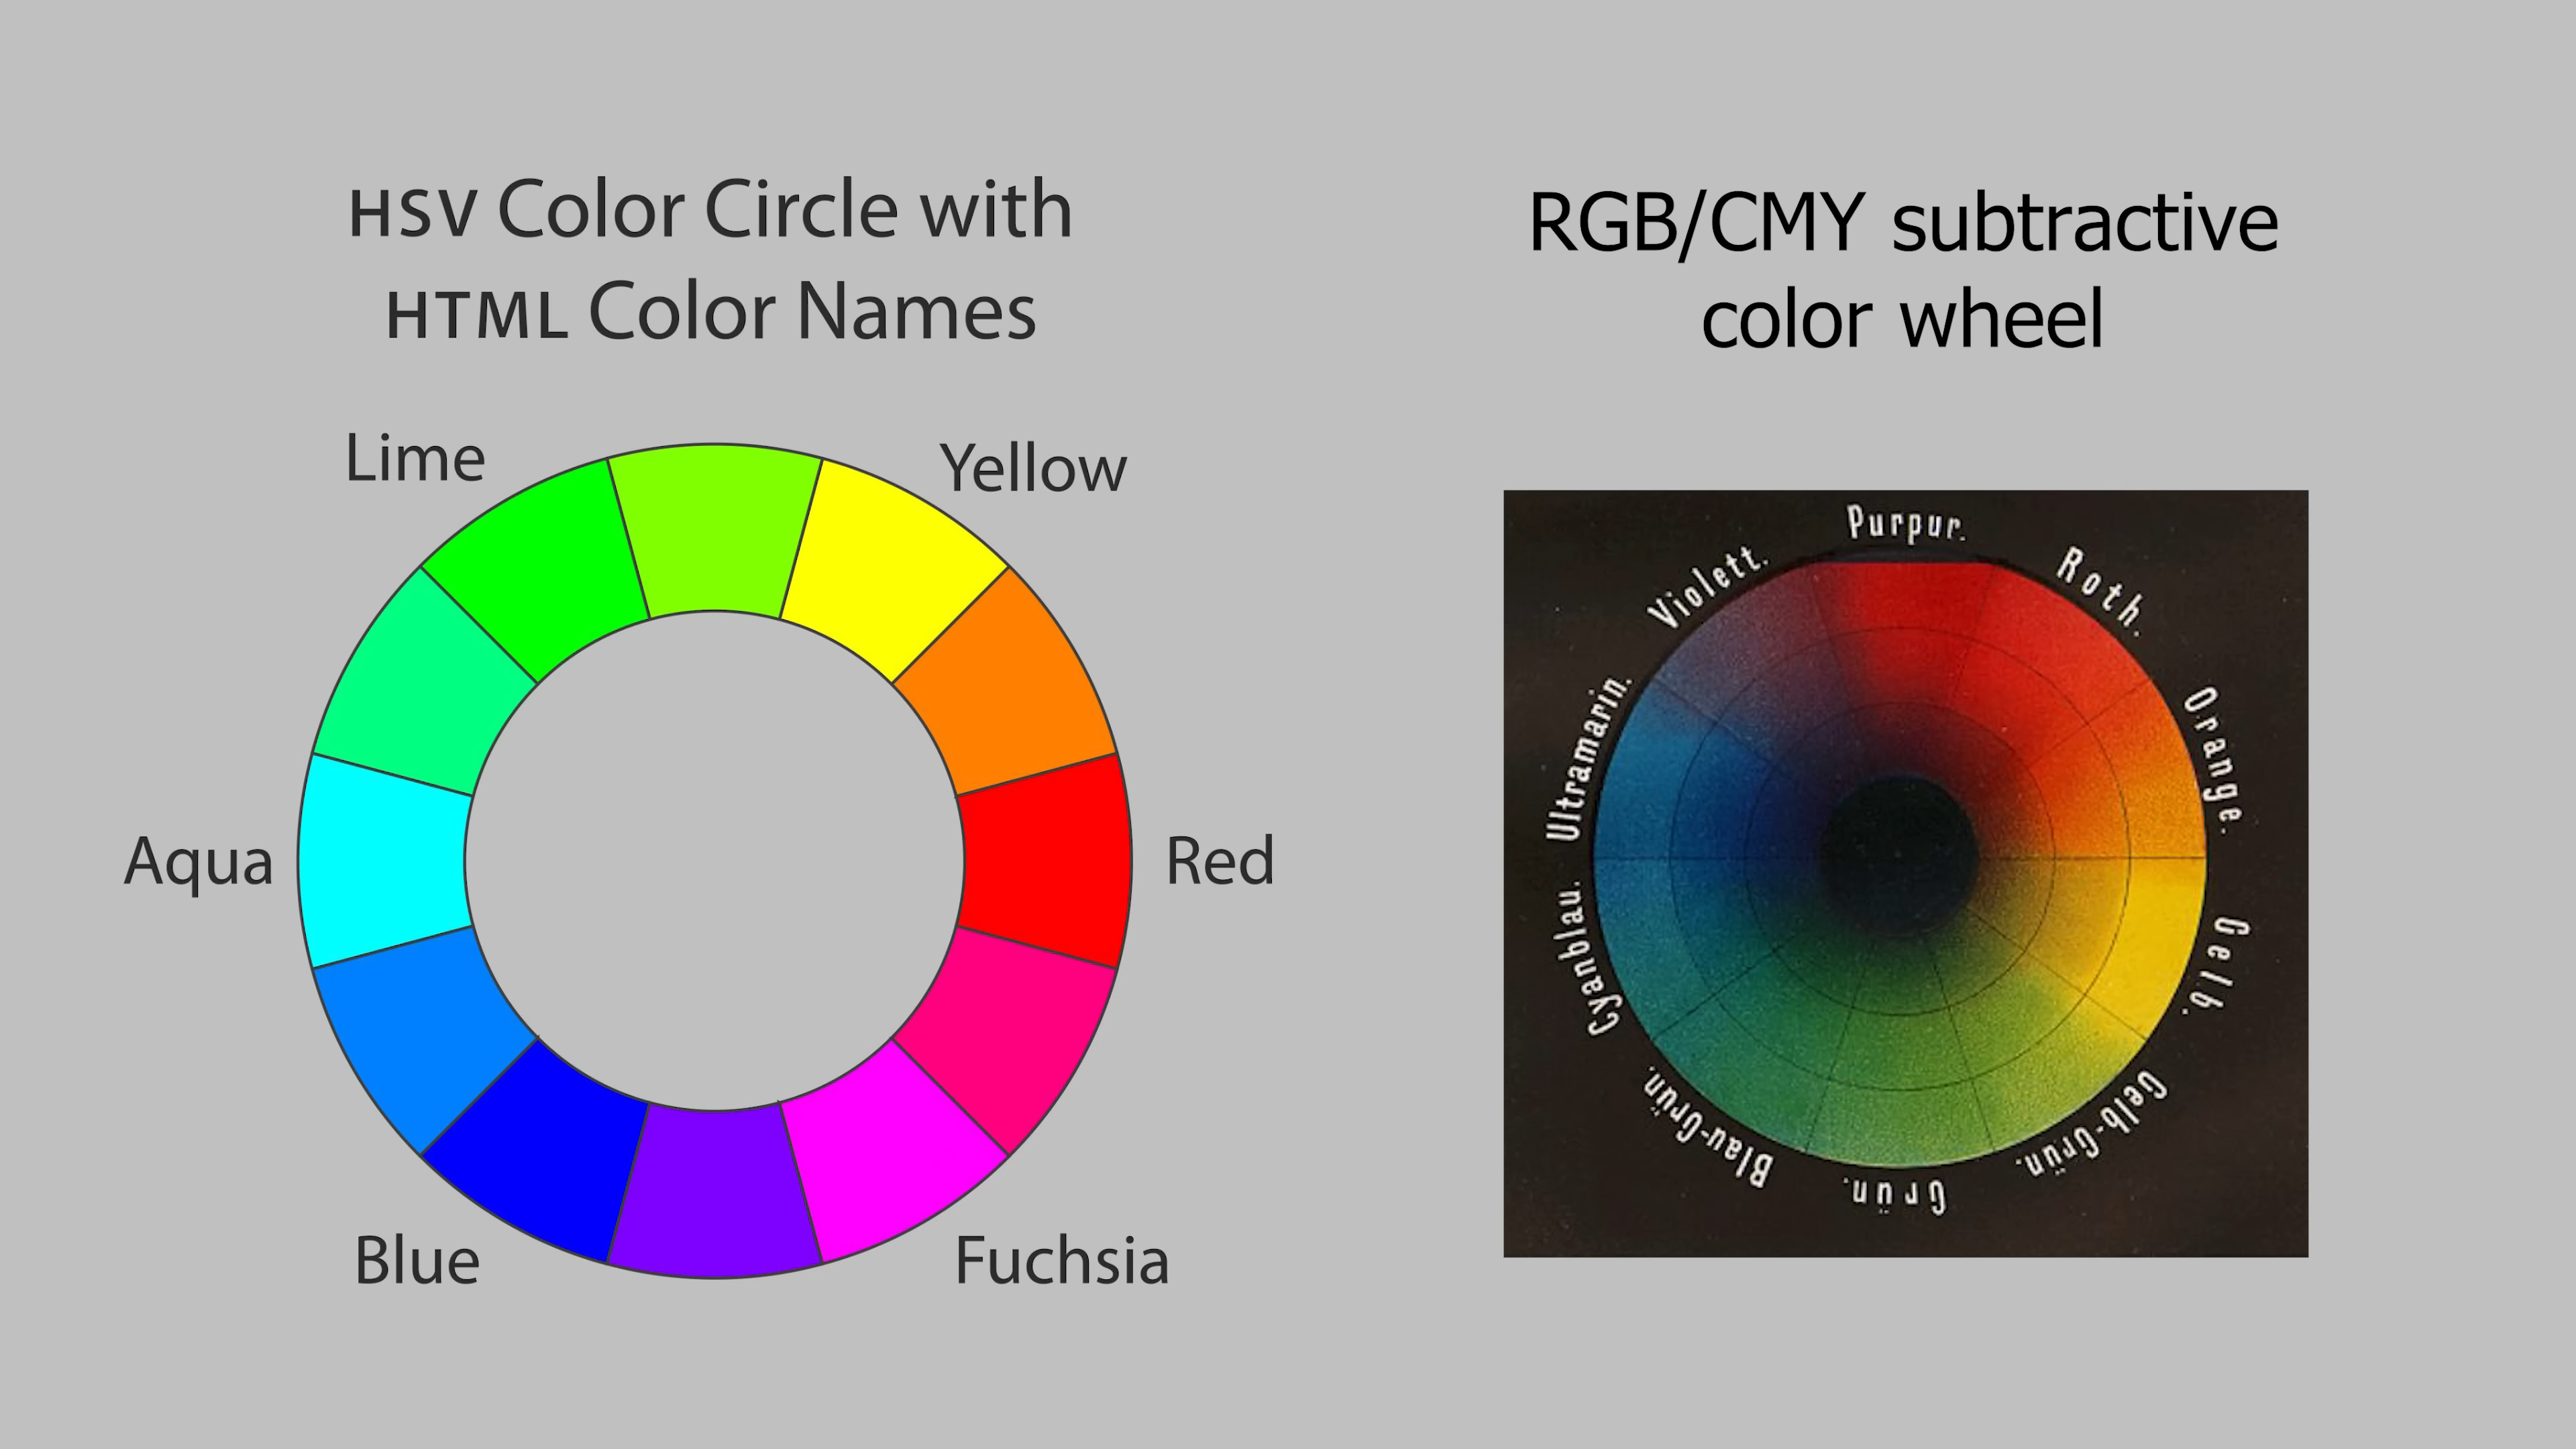 HSV Color Circle with
HTML Color Names
Lime
Yellow
Aqua
Red
Blue
Fuchsia
RGB/CMY subtractive
color wheel
Purpur.
Roth.
Orange.
Gelb.
Gelb-Grün.
Grün.
Blau-Grün.
Cyanblau.
Ultramarin.
Violett.